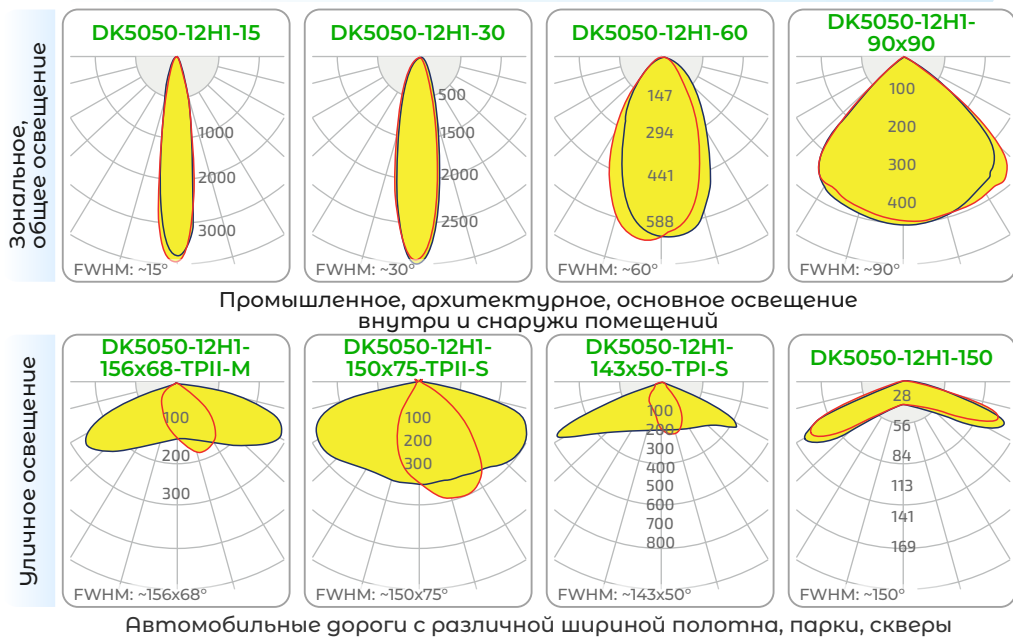 Зональное,
общее освещение
DK5050-12H1-15
1000
2000
3000
FWHM: ~15°
DK5050-12H1-30
500
1500
2500
FWHM: ~30°
DK5050-12H1-60
147
294
441
588
FWHM: ~60°
DK5050-12H1-
90x90
100
200
300
400
FWHM: ~90°
Промышленное, архитектурное, основное освещение
внутри и снаружи помещений
Уличное освещение
DK5050-12H1-
156x68-TPII-M
100
200
300
FWHM: ~156x68°
DK5050-12H1-
150x75-TPII-S
100
200
300
FWHM: ~150x75°
DK5050-12H1-
143x50-TPI-S
100
200
300
400
500
600
700
800
FWHM: ~143x50°
DK5050-12H1-150
28
56
84
113
141
169
FWHM: ~150°
Автомобильные дороги с различной шириной полотна, парки, скверы